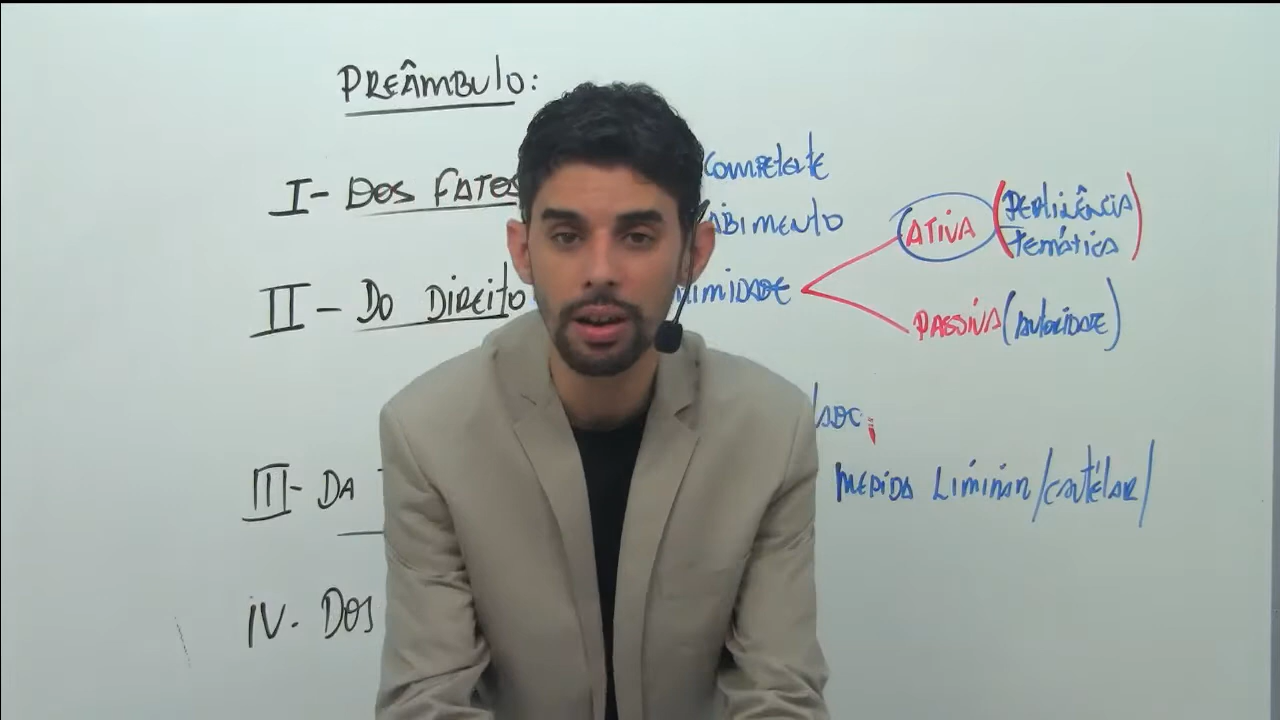 PREÂMBULO:
I- DOS FATOS
COMPETENTE
CABIMENTO
ATIVA (PERTINÊNCIA
TEMÁTICA)
II - DO DIREITO
IMIDADE
PASSIVA (AUTORIDADE)
III- DA
MEDIDA LIMINAR/CAUTELAR/
IV. DOS